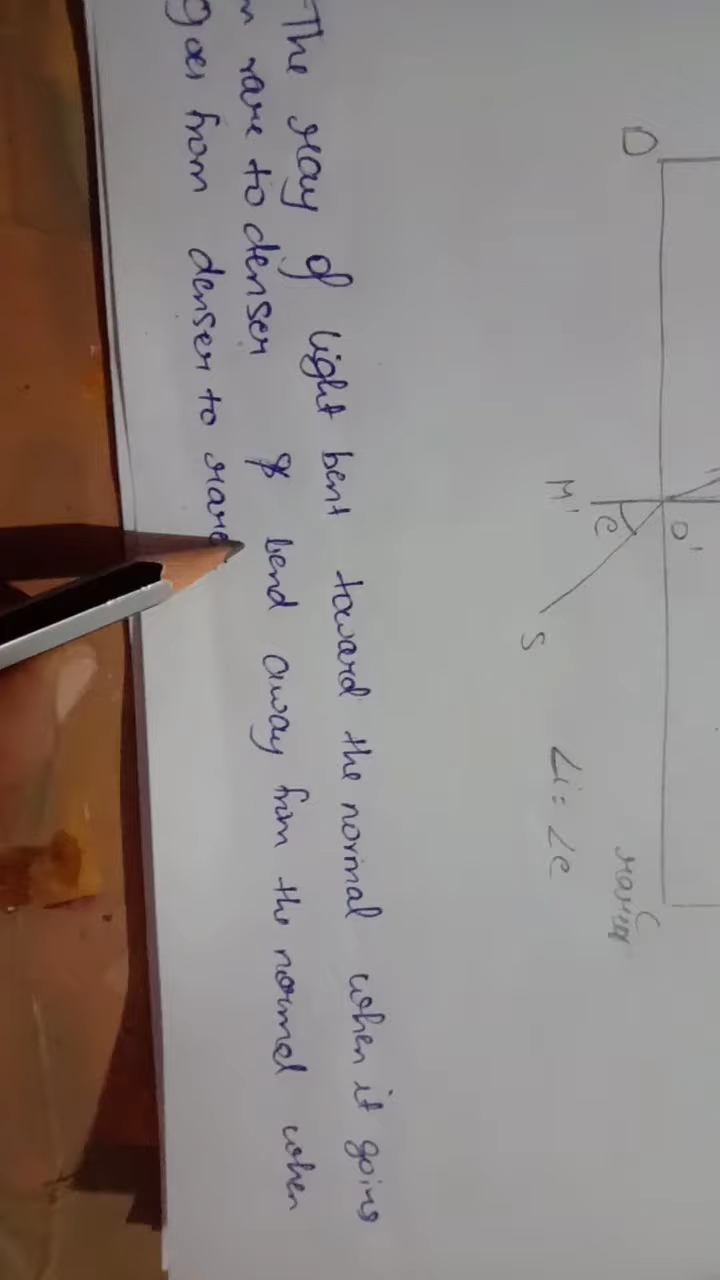 D
M'
e
O'
S
∠i = ∠e
rarer
The ray of light bent toward the normal when it going
rare to denser & bend away from the normal when
goes from denser to rare